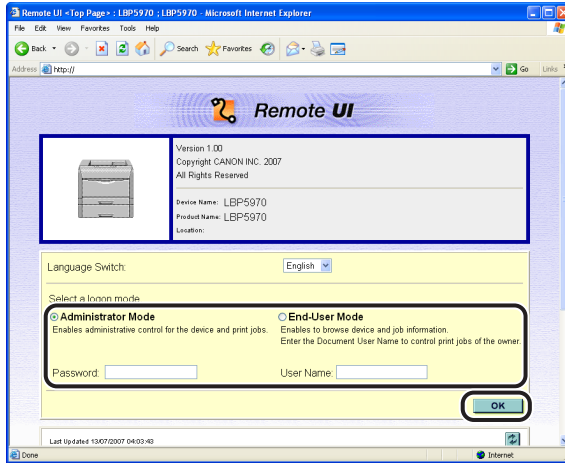 Remote UI <Top Page> : LBP5970 ; LBP5970 - Microsoft Internet Explorer
File Edit View Favorites Tools Help
Back Search Favorites
Address http:// Go Links
Remote UI
Version 1.00
Copyright CANON INC. 2007
All Rights Reserved
Device Name: LBP5970
Product Name: LBP5970
Location:
Language Switch: English
Select a logon mode
Administrator Mode End-User Mode
Enables administrative control for the device and print jobs. Enables to browse device and job information.
Enter the Document User Name to control print jobs of the owner.
Password: User Name:
OK
Last Updated 13/07/2007 04:03:43
Done Internet